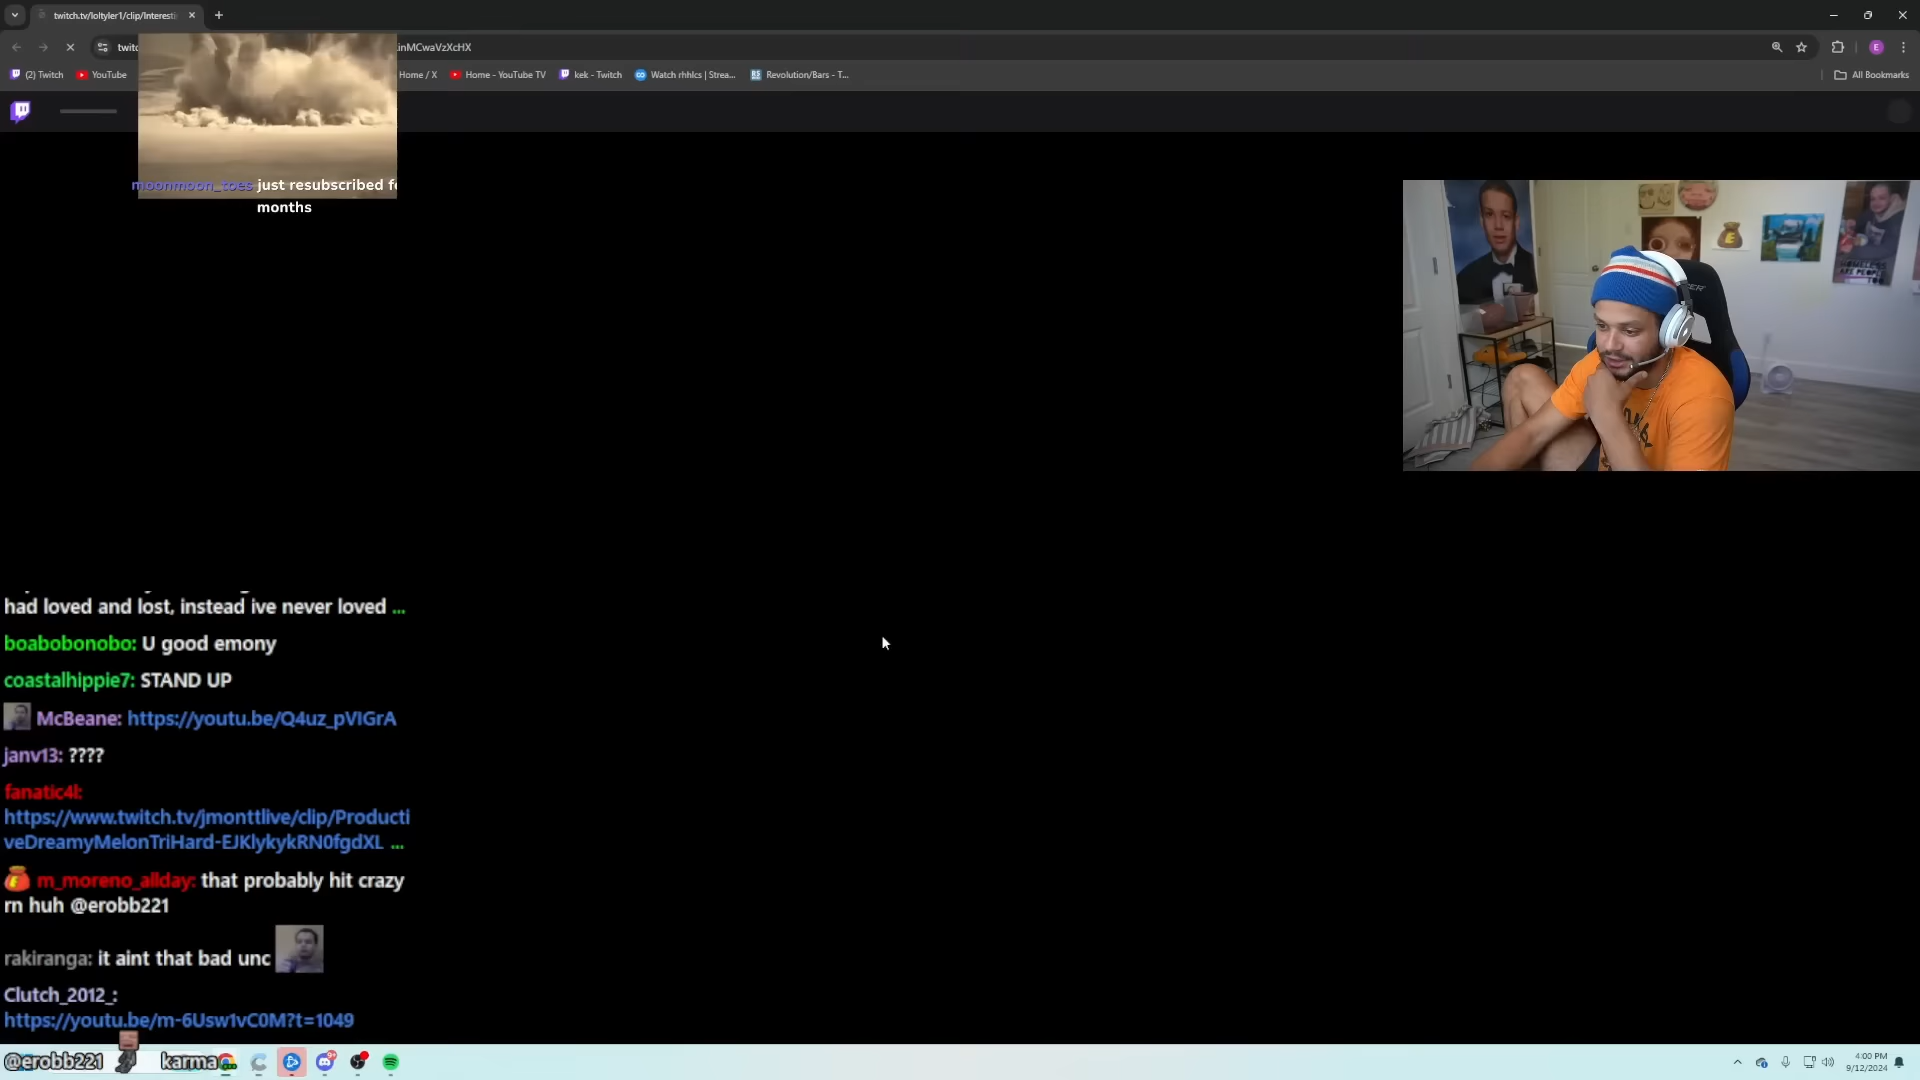 twitch.tv/loltyler1/clip/Interesti
inMCwaVzXcHX
E
(2) Twitch
YouTube
Home / X
Home - YouTube TV
kek - Twitch
Watch rhhlcs | Strea...
Revolution/Bars - T...
All Bookmarks
moonmoon_toes just resubscribed
months
had loved and lost, instead ive never loved ...
boabobonobo: U good emony
coastalhippie7: STAND UP
McBeane: https://youtu.be/Q4uz_pVIGrA
janv13: ????
fanatic4l:
https://www.twitch.tv/jmonttlive/clip/Producti
veDreamyMelonTriHard-EJKlykykRN0fgdXL ...
m_moreno_allday: that probably hit crazy
rn huh @erobb221
rakiranga: it aint that bad unc
Clutch_2012_:
https://youtu.be/m-6Usw1vC0M?t=1049
@erobb221 karma
4:00 PM
9/12/2024